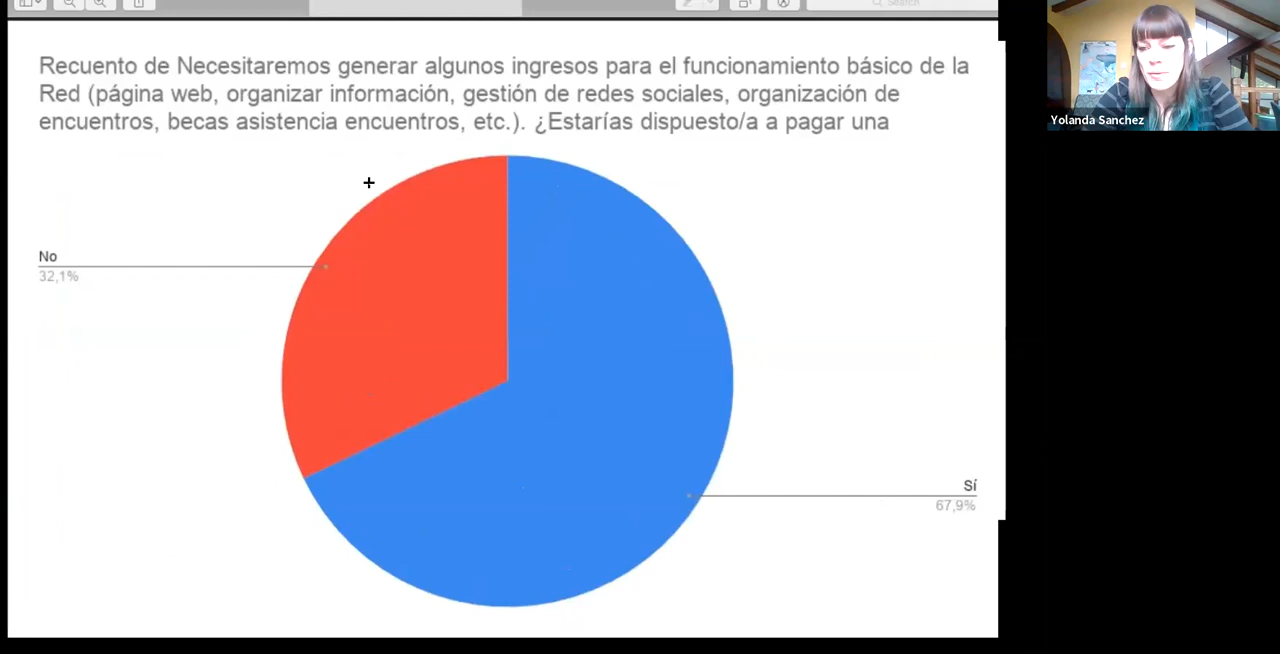 Search
Recuento de Necesitaremos generar algunos ingresos para el funcionamiento básico de la
Red (página web, organizar información, gestión de redes sociales, organización de
encuentros, becas asistencia encuentros, etc.). ¿Estarías dispuesto/a a pagar una
No
32,1%
Sí
67,9%
Yolanda Sanchez